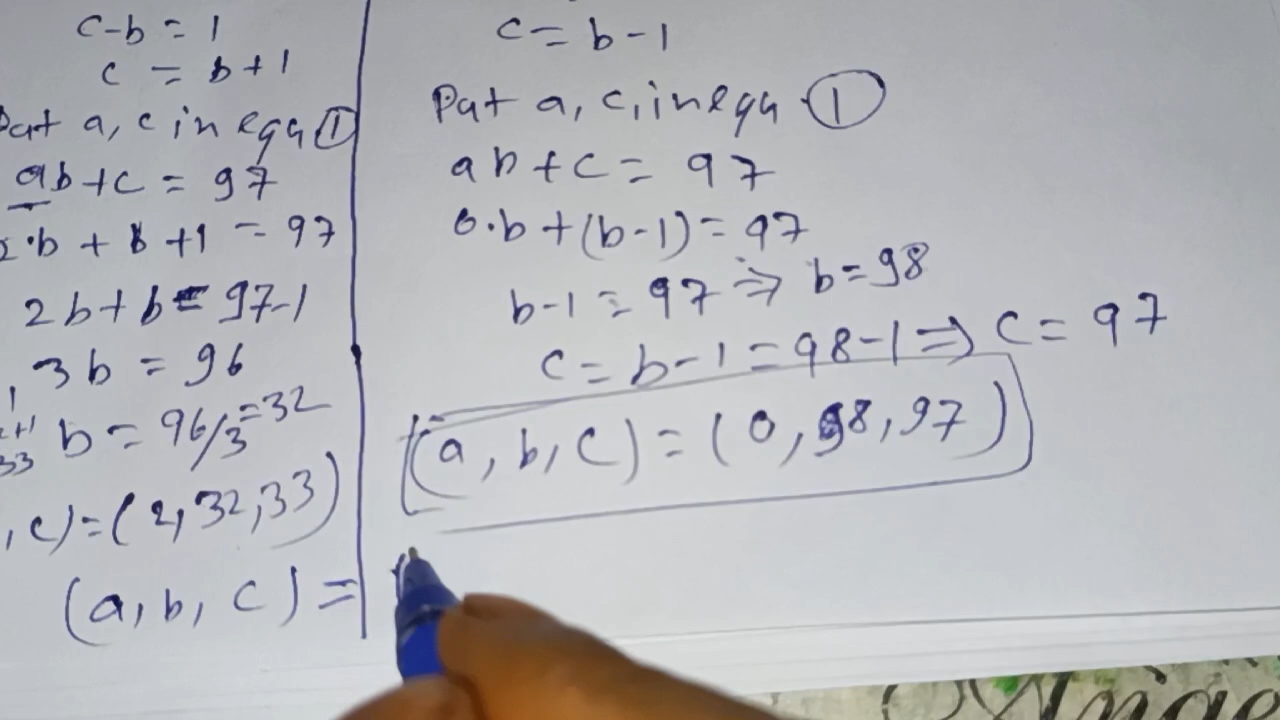 c-b=1
c = b+1
Put a, c in eqn ①
ab+c = 97
2·b + b +1 = 97
2b+b = 97-1
3b = 96
b = 96/3 = 32
, c) = (2,32,33)
(a, b, c) =
c = b-1
Put a, c, in eqn ①
ab+c = 97
0·b+(b-1) = 97
b-1 = 97 ⇒ b=98
c = b-1 = 98-1 ⇒ c = 97
(a, b, c) = (0, 98, 97)